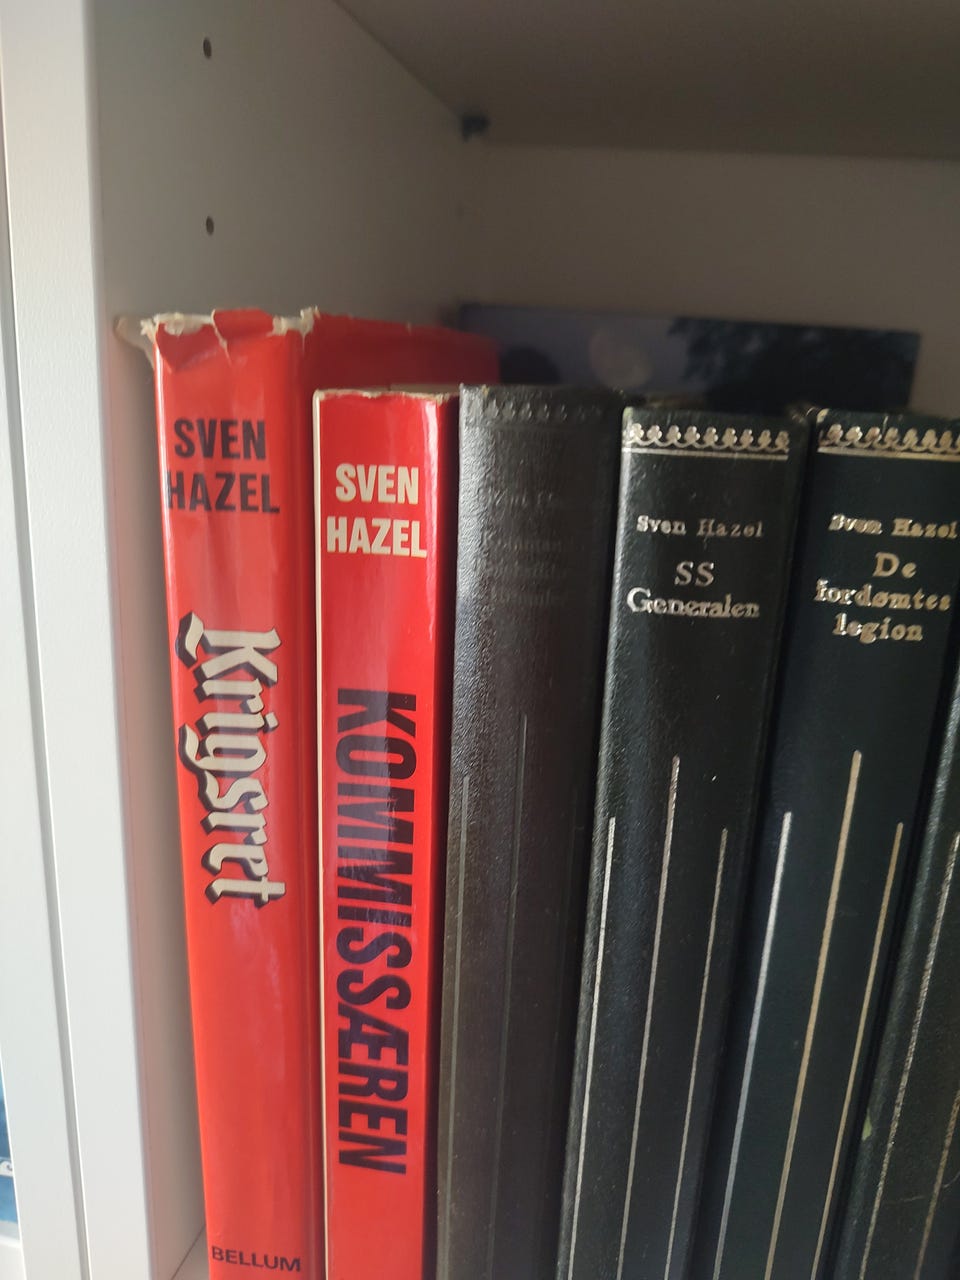 SVEN
HAZEL
Krigsret
BELLUM
SVEN
HAZEL
KOMMISSÆREN
Sven Hazel
SS
Generalen
Sven Hazel
De
fordømtes
legion